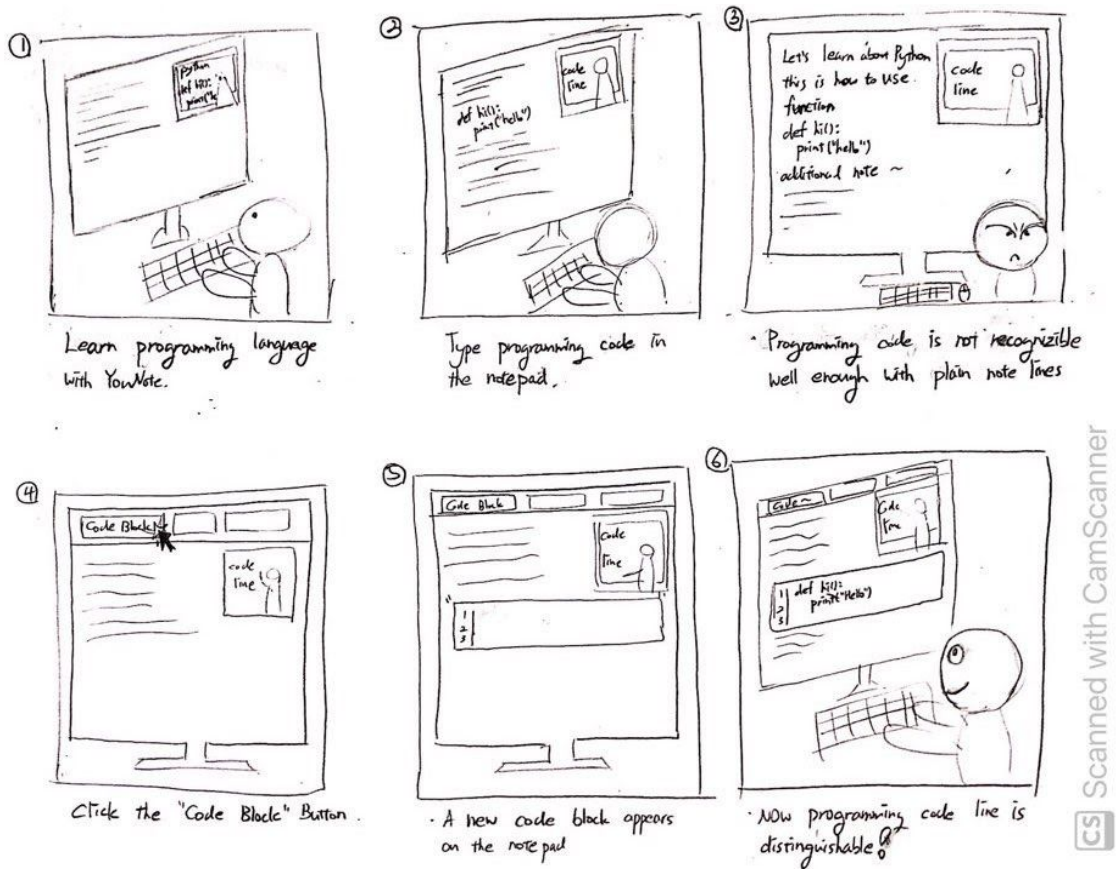 ①
python
def hi():
Learn programming language
with YouNote.
②
code
line
def hi():
print("hello")
Type programming code in
the notepad.
③
Let's learn about Python
this is how to use
function
def hi():
print("hello")
additional note ~
code
line
· Programming code is not recognizible
well enough with plain note lines
④
Code Block
code
line
Click the "Code Block" Button.
⑤
Code Block
code
line
1
2
3
· A new code block appears
on the notepad
⑥
Code ~
Code
line
1 def hi():
2 print("Hello")
3
· Now programming code line is
distinguishable!
CS Scanned with CamScanner